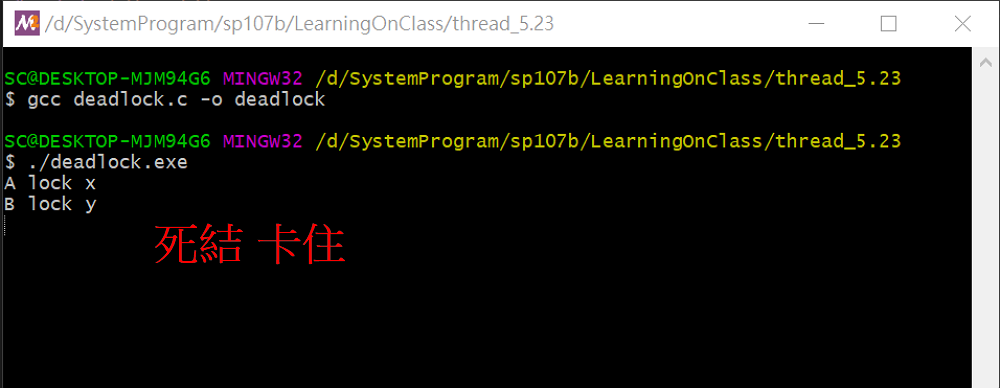 /d/SystemProgram/sp107b/LearningOnClass/thread_5.23
SC@DESKTOP-MJM94G6 MINGW32 /d/SystemProgram/sp107b/LearningOnClass/thread_5.23
$ gcc deadlock.c -o deadlock
SC@DESKTOP-MJM94G6 MINGW32 /d/SystemProgram/sp107b/LearningOnClass/thread_5.23
$ ./deadlock.exe
A lock x
B lock y
死結 卡住